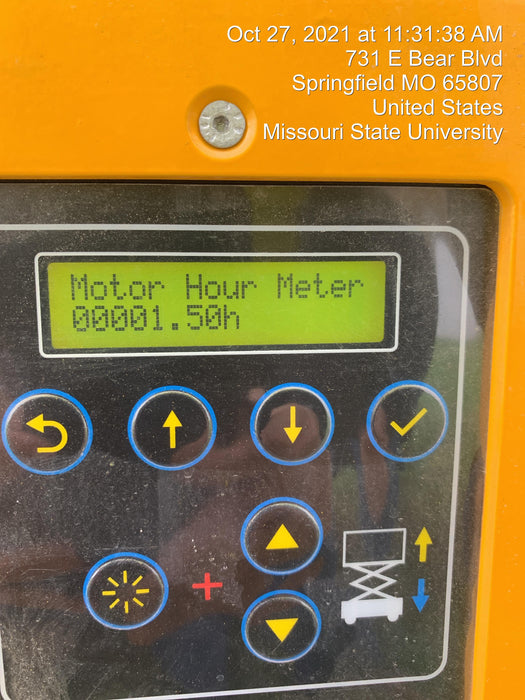 Oct 27, 2021 at 11:31:38 AM
731 E Bear Blvd
Springfield MO 65807
United States
Missouri State University
Motor Hour Meter
00001.50h